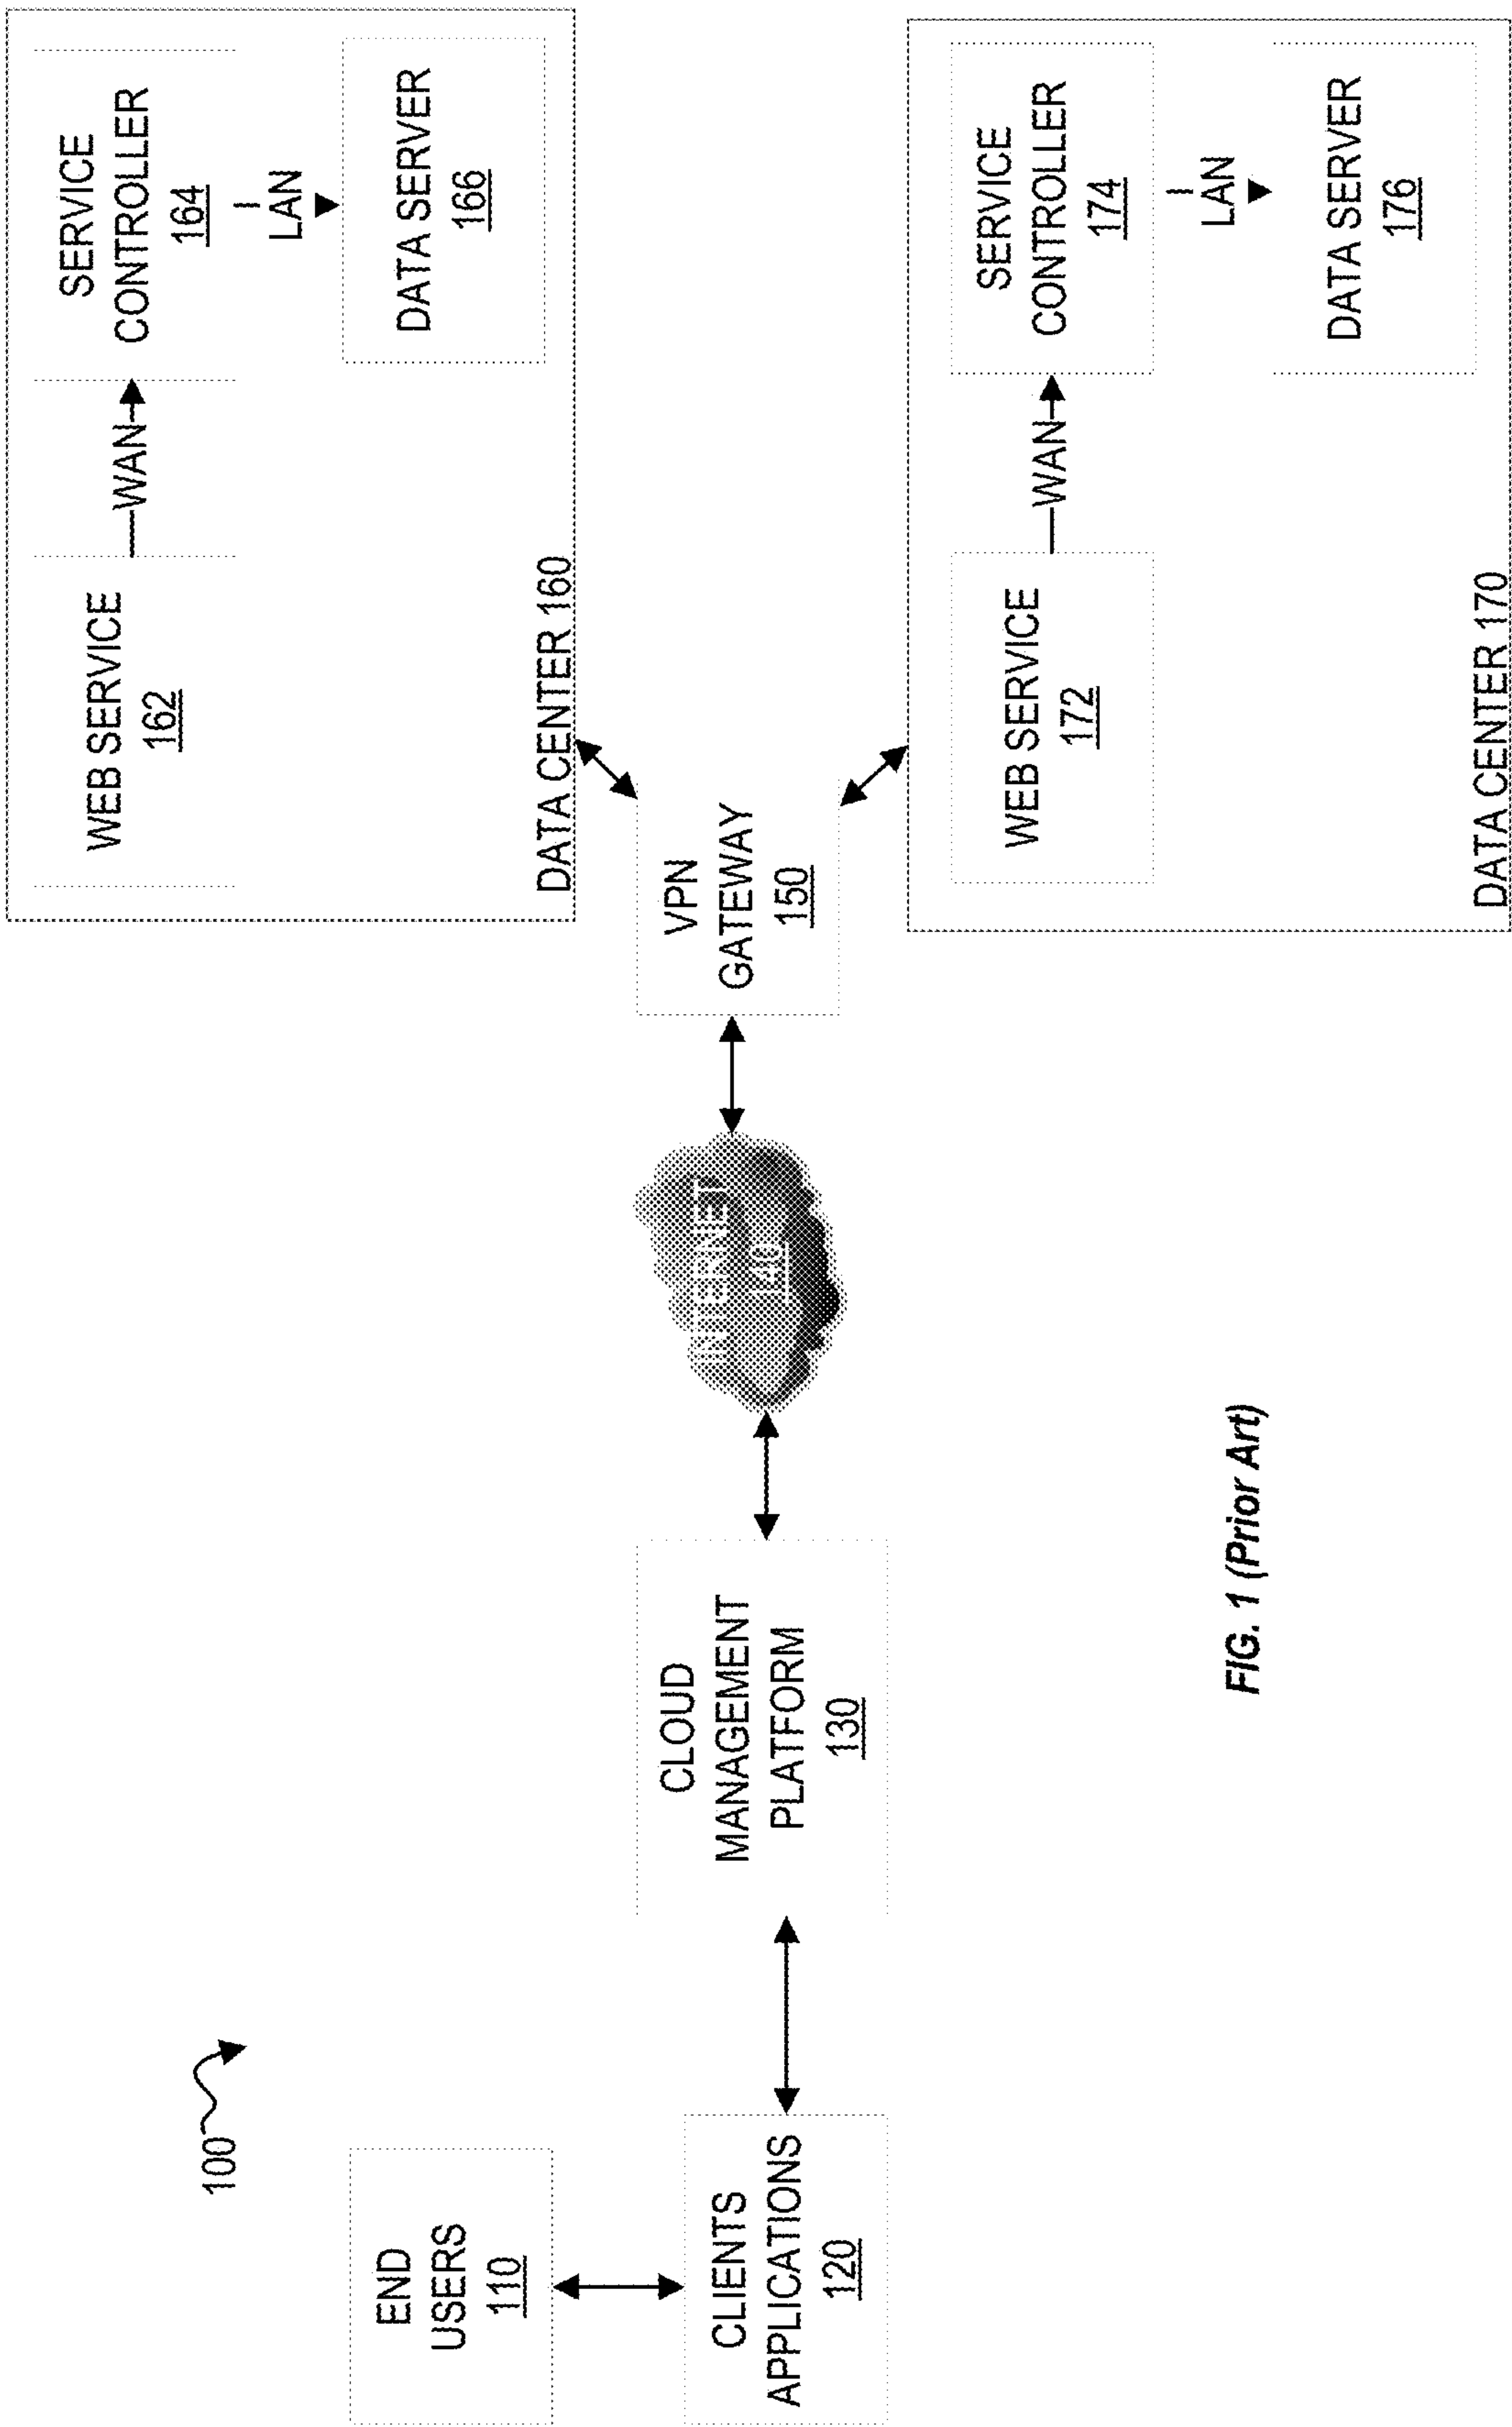 100
END
USERS
110
CLIENTS
APPLICATIONS
120
CLOUD
MANAGEMENT
PLATFORM
130
INTERNET
140
VPN
GATEWAY
150
WEB SERVICE
162
WAN
SERVICE
CONTROLLER
164
LAN
DATA SERVER
166
DATA CENTER 160
WEB SERVICE
172
WAN
SERVICE
CONTROLLER
174
LAN
DATA SERVER
176
DATA CENTER 170
FIG. 1 (Prior Art)